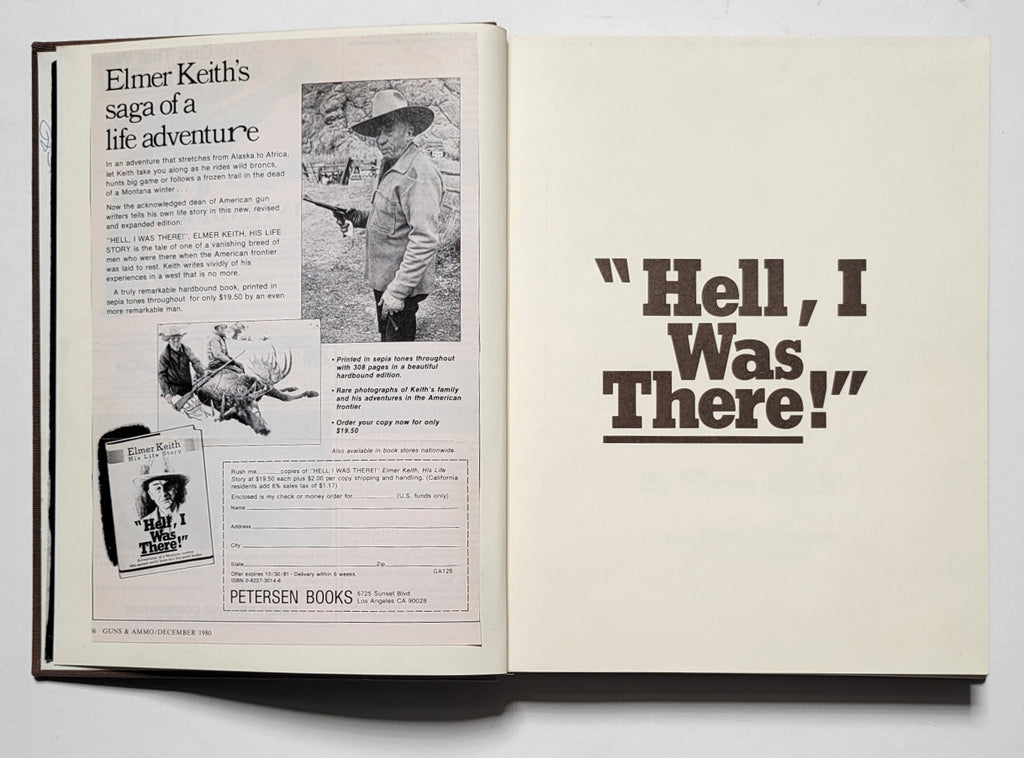 Elmer Keith's
saga of a
life adventure
In an adventure that stretches from Alaska to Africa,
let Keith take you along as he rides wild broncs,
hunts big game or follows a frozen trail in the dead
of a Montana winter . . .
Now the acknowledged dean of American gun
writers tells his own life story in this new, revised
and expanded edition:
"HELL, I WAS THERE!", ELMER KEITH, HIS LIFE
STORY is the tale of one of a vanishing breed of
men who were there when the American frontier
was laid to rest. Keith writes vividly of his
experiences in a west that is no more.
A truly remarkable hardbound book, printed in
sepia tones throughout for only $19.50 by an even
more remarkable man.
• Printed in sepia tones throughout
with 308 pages in a beautiful
hardbound edition.
• Rare photographs of Keith's family
and his adventures in the American
frontier
• Order your copy now for only
$19.50
Also available in book stores nationwide.
Elmer Keith
His Life Story
"Hell, I
Was
There!"
Rush me copies of "HELL I WAS THERE!" Elmer Keith, His Life
Story at $19.50 each plus $2.00 per copy shipping and handling. (California
residents add 6% sales tax of $1.17)
Enclosed is my check or money order for (U.S. funds only)
Name
Address
City
State Zip
Offer expires 10/30/81 - Delivery within 6 weeks. GA128
ISBN 0-8227-3014-6
PETERSEN BOOKS 6725 Sunset Blvd.
Los Angeles CA 90028
6 GUNS & AMMO/DECEMBER 1980
"Hell, I
Was
There!"